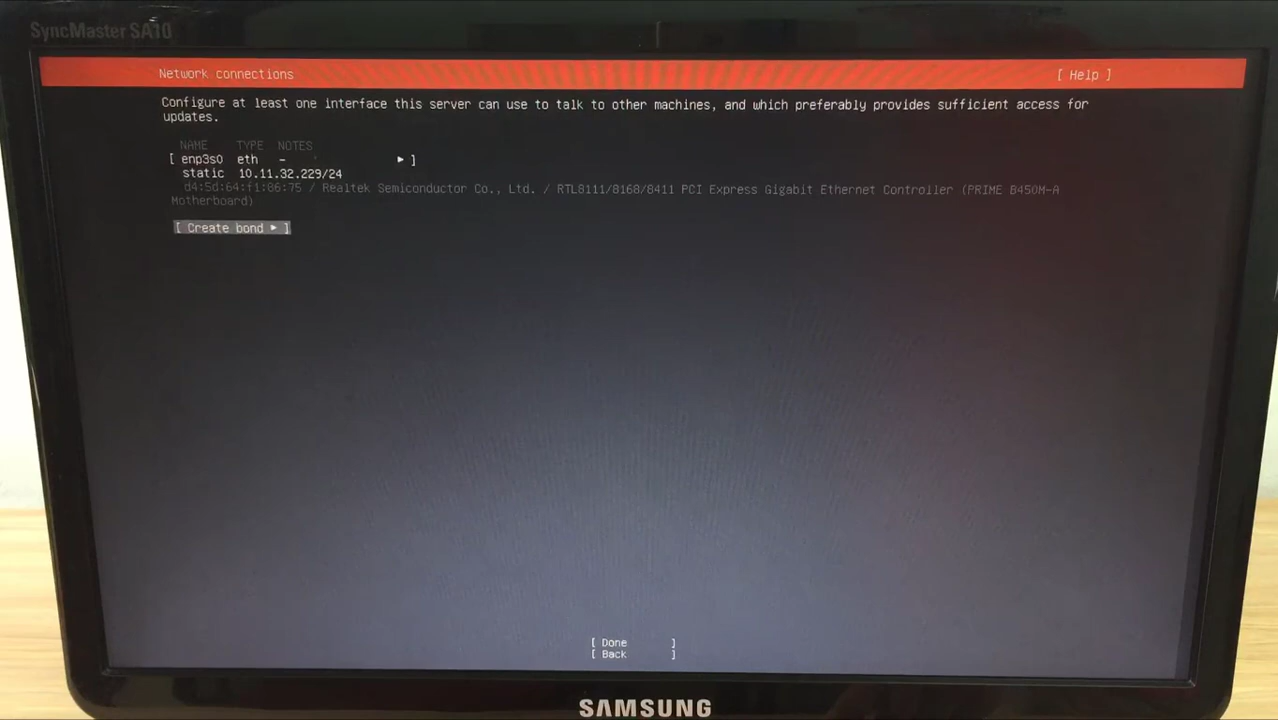 SyncMaster SA10
Network connections [ Help ]
Configure at least one interface this server can use to talk to other machines, and which preferably provides sufficient access for
updates.
NAME TYPE NOTES
[ enp3s0 eth - ▸ ]
static 10.11.32.229/24
d4:5d:64:f1:06:75 / Realtek Semiconductor Co., Ltd. / RTL8111/8168/8411 PCI Express Gigabit Ethernet Controller (PRIME B450M-A
Motherboard)
[ Create bond ▸ ]
[ Done ]
[ Back ]
SAMSUNG